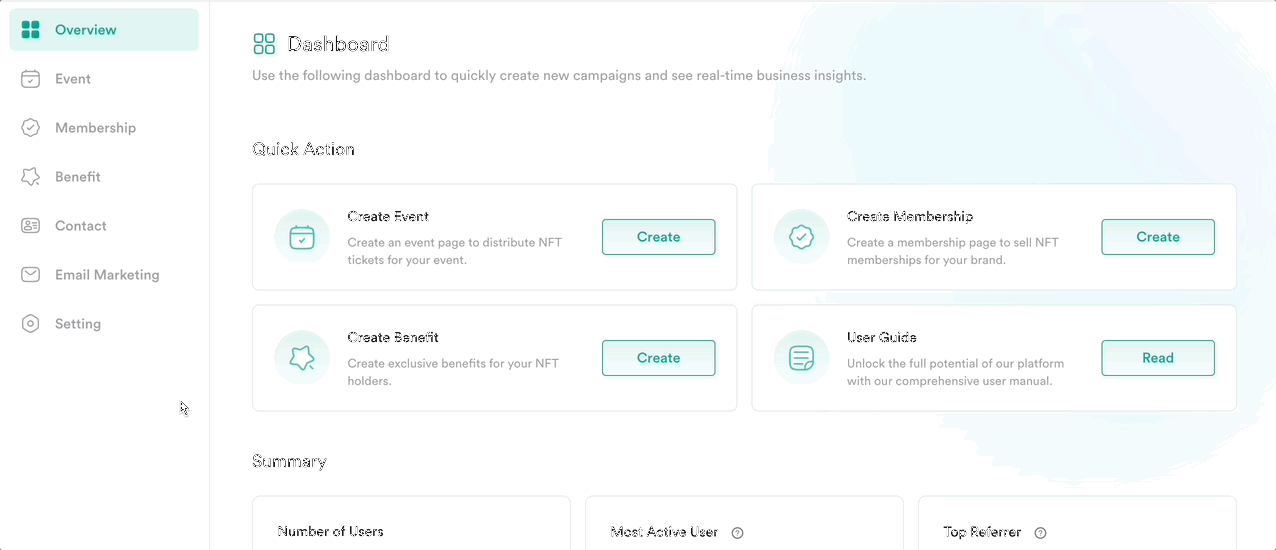 Overview
Event
Membership
Benefit
Contact
Email Marketing
Setting
Dashboard
Use the following dashboard to quickly create new campaigns and see real-time business insights.
Quick Action
Create Event
Create an event page to distribute NFT
tickets for your event.
Create
Create Membership
Create a membership page to sell NFT
memberships for your brand.
Create
Create Benefit
Create exclusive benefits for your NFT
holders.
Create
User Guide
Unlock the full potential of our platform
with our comprehensive user manual.
Read
Summary
Number of Users
Most Active User
Top Referrer